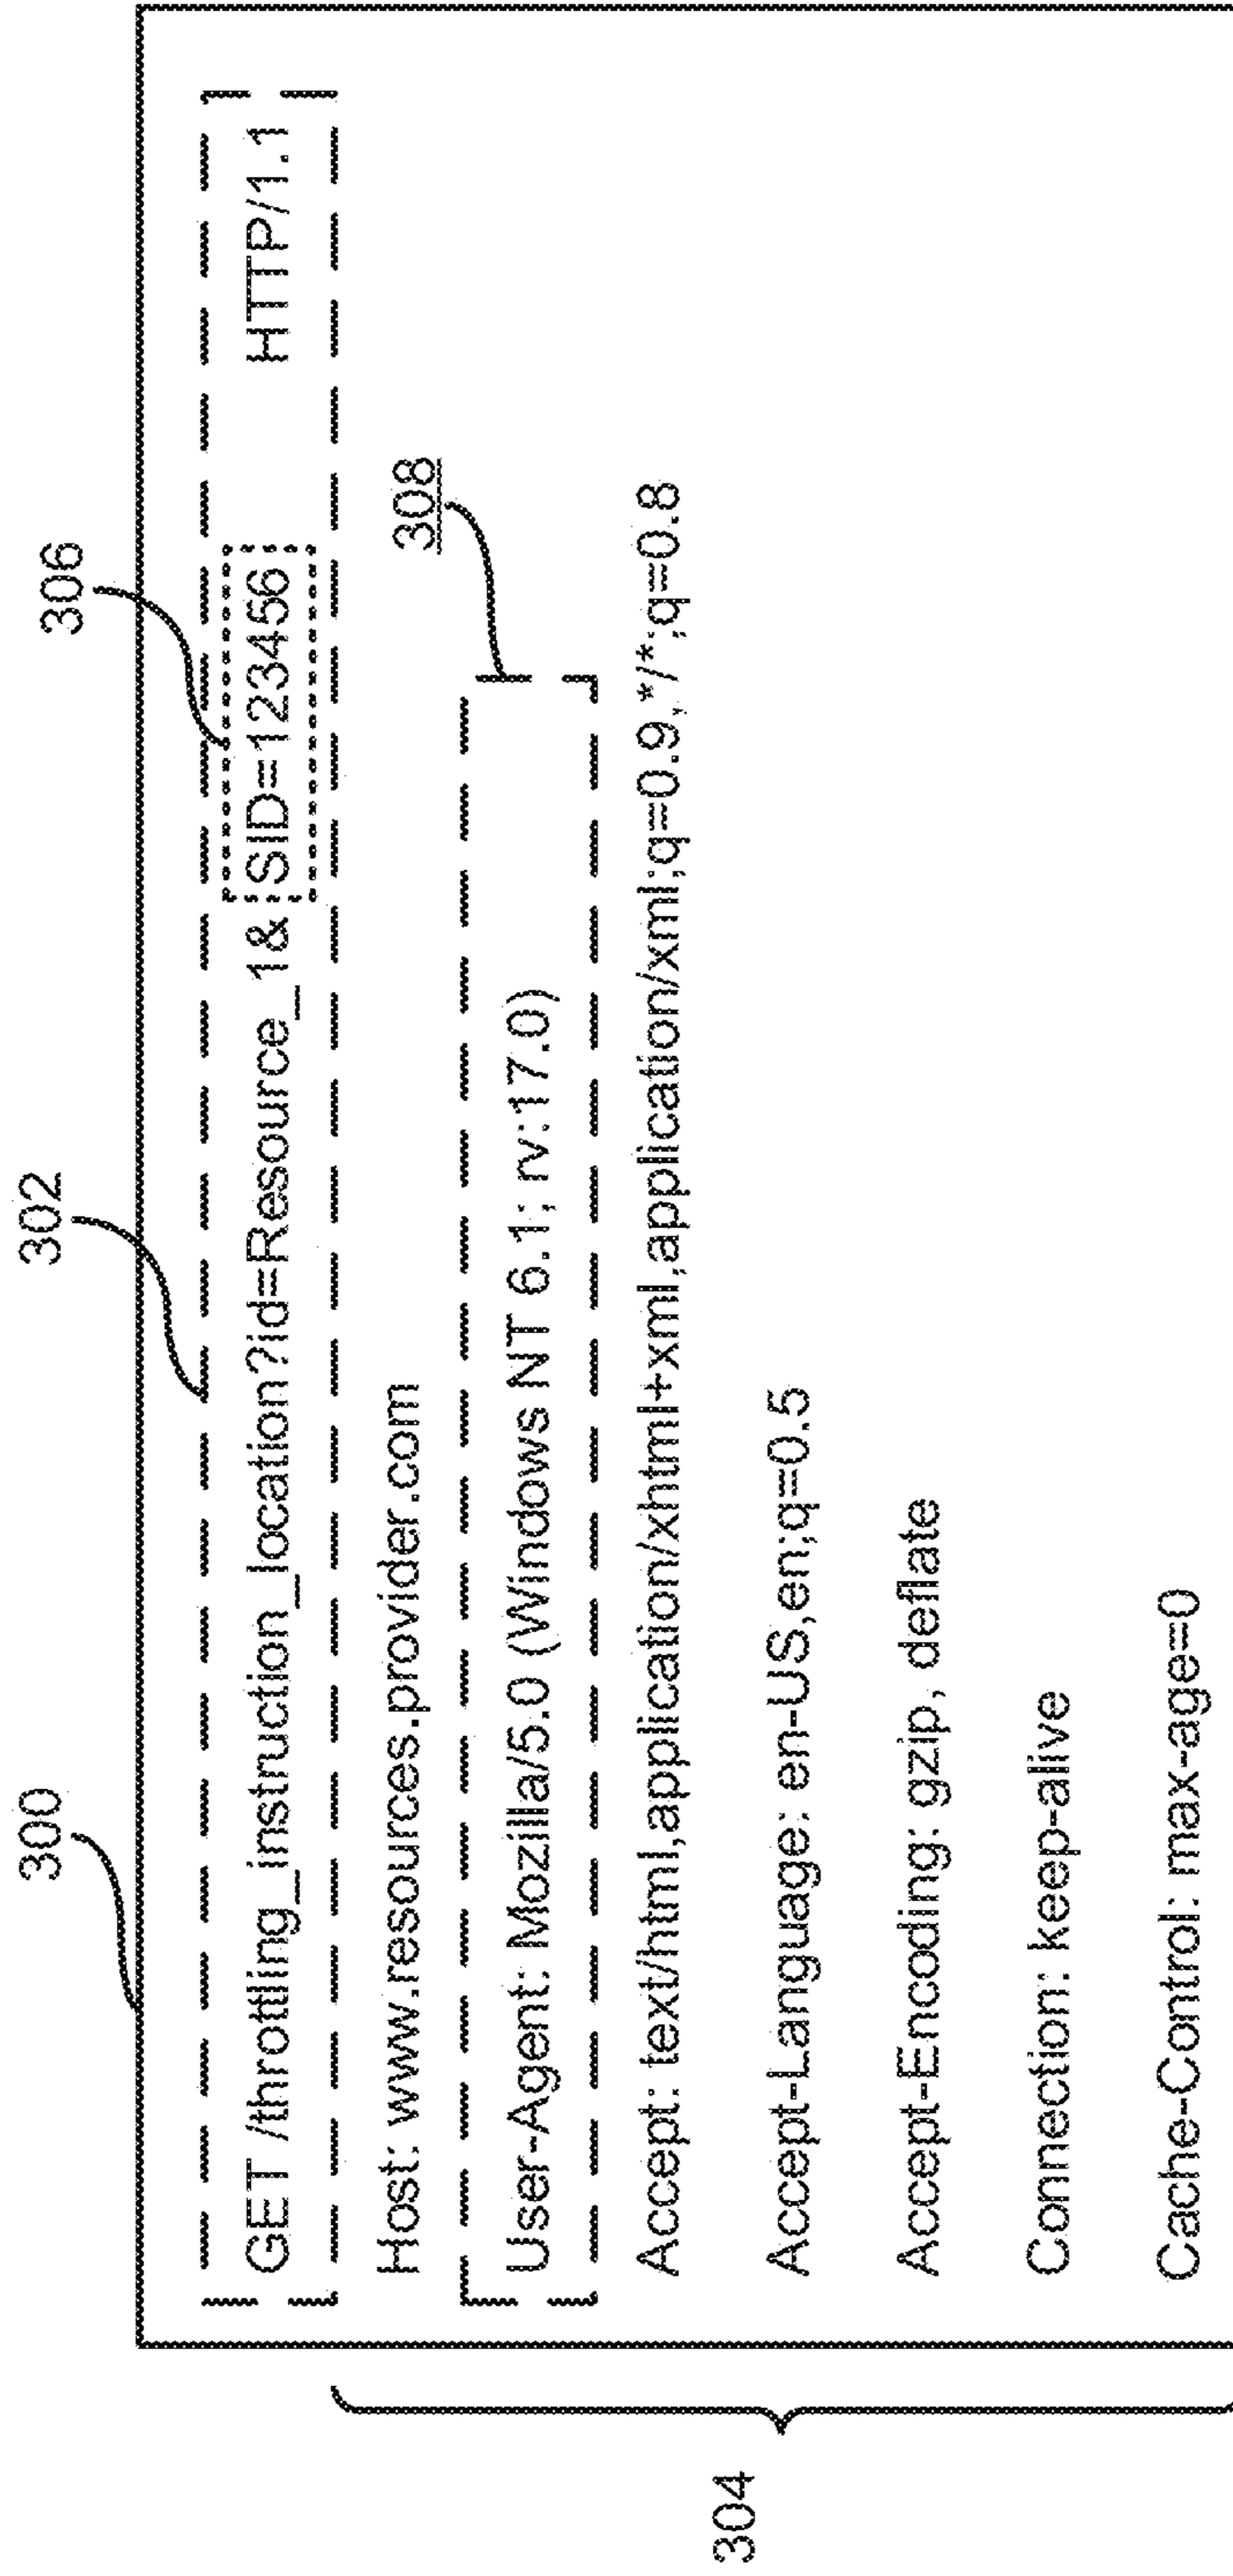 300
302
306
GET /throttling_instruction_location?id=Resource_1& SID=123456 HTTP/1.1
308
Host: www.resources.provider.com
User-Agent: Mozilla/5.0 (Windows NT 6.1; rv:17.0)
304
Accept: text/html,application/xhtml+xml,application/xml;q=0.9,*/*;q=0.8
Accept-Language: en-US,en;q=0.5
Accept-Encoding: gzip, deflate
Connection: keep-alive
Cache-Control: max-age=0